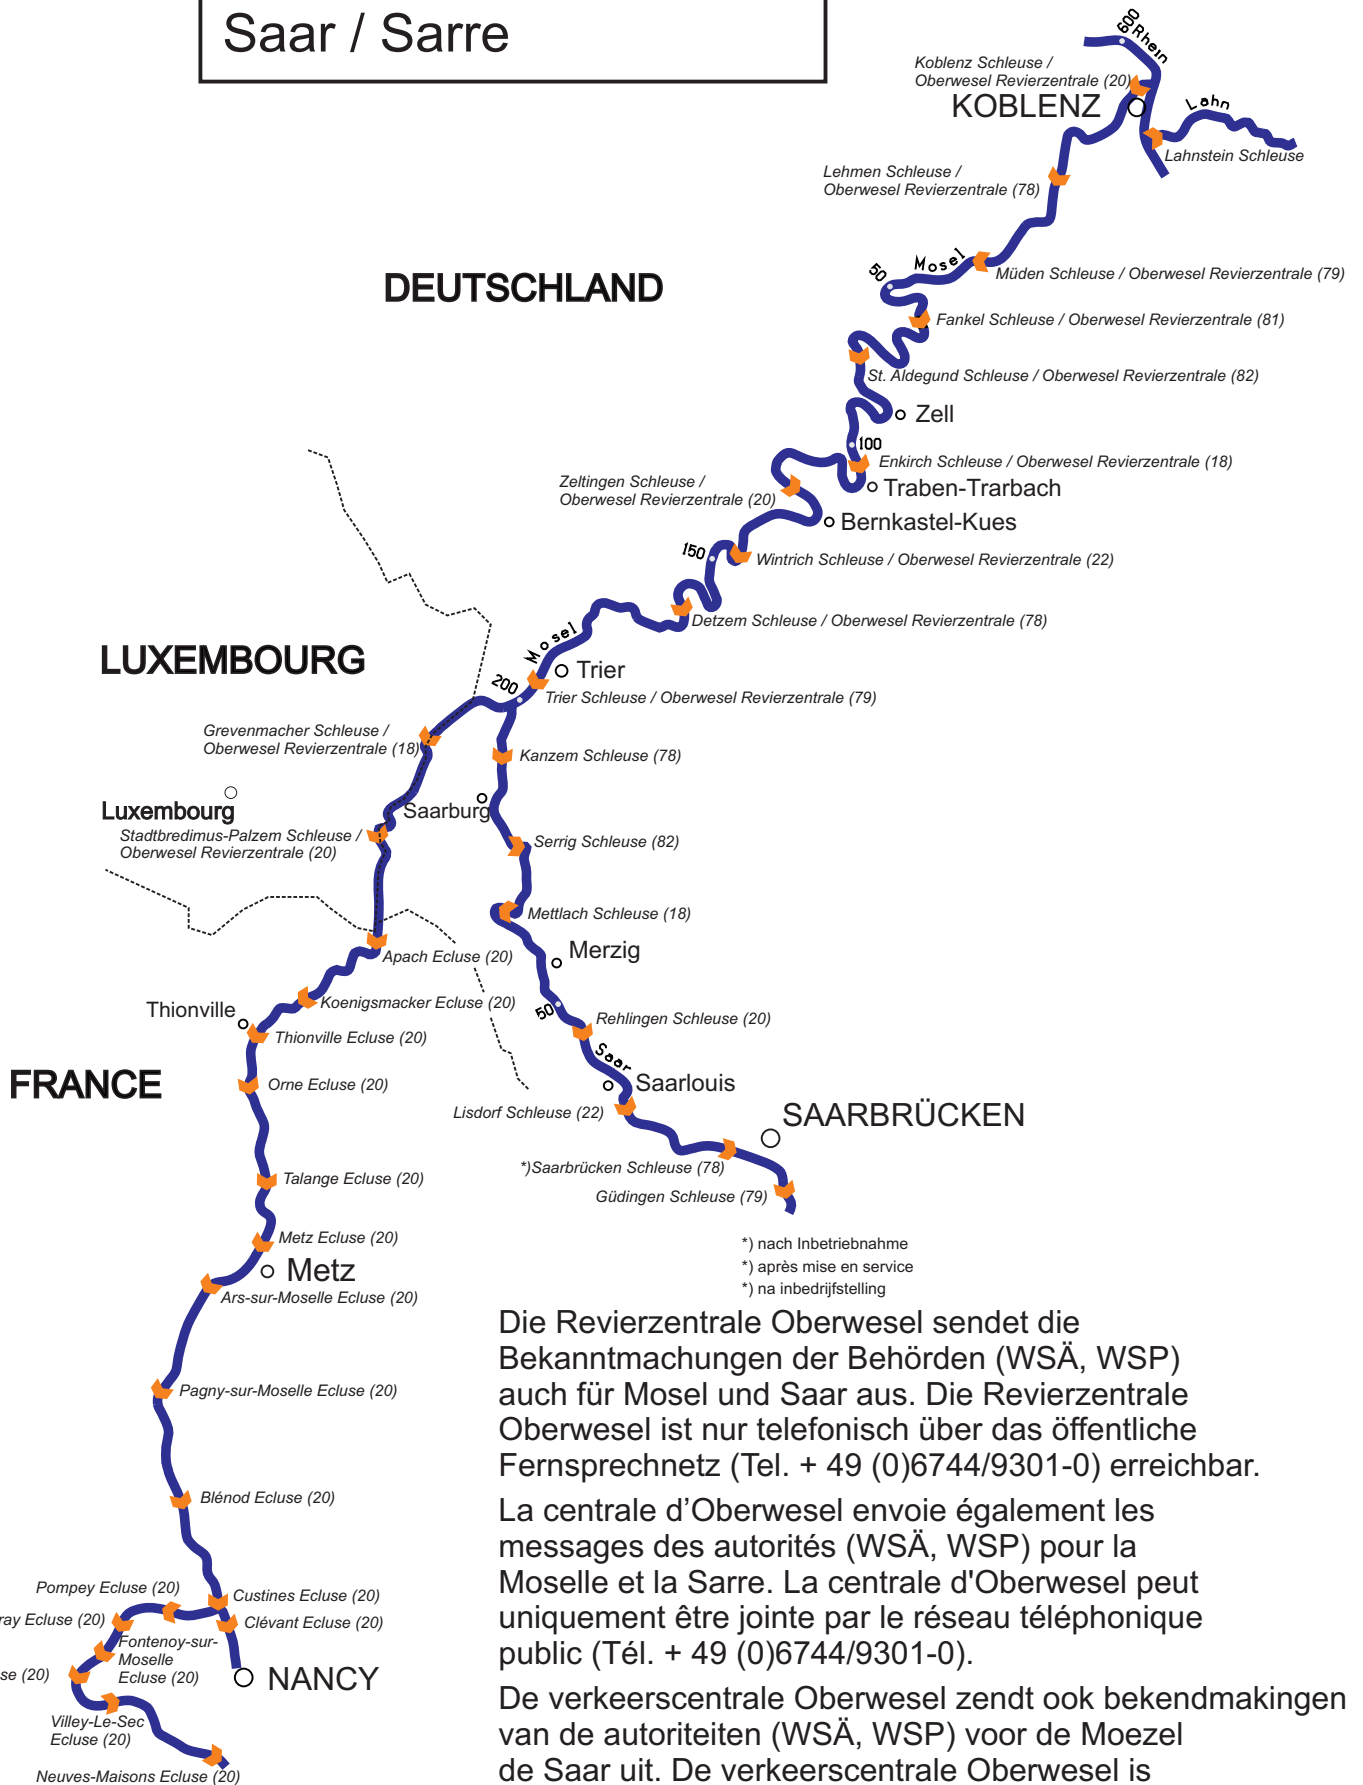 Saar / Sarre
600
Rhein
Koblenz Schleuse /
Oberwesel Revierzentrale (20)
KOBLENZ
Lahn
Lahnstein Schleuse
Lehmen Schleuse /
Oberwesel Revierzentrale (78)
DEUTSCHLAND
50
Mosel
Müden Schleuse / Oberwesel Revierzentrale (79)
Fankel Schleuse / Oberwesel Revierzentrale (81)
St. Aldegund Schleuse / Oberwesel Revierzentrale (82)
Zell
100
Enkirch Schleuse / Oberwesel Revierzentrale (18)
Zeltingen Schleuse /
Oberwesel Revierzentrale (20)
Traben-Trarbach
Bernkastel-Kues
150
Wintrich Schleuse / Oberwesel Revierzentrale (22)
Detzem Schleuse / Oberwesel Revierzentrale (78)
Mosel
LUXEMBOURG
Trier
200
Trier Schleuse / Oberwesel Revierzentrale (79)
Grevenmacher Schleuse /
Oberwesel Revierzentrale (18)
Kanzem Schleuse (78)
Luxembourg
Saarburg
Stadtbredimus-Palzem Schleuse /
Oberwesel Revierzentrale (20)
Serrig Schleuse (82)
Mettlach Schleuse (18)
Merzig
Apach Ecluse (20)
Koenigsmacker Ecluse (20)
Thionville
50
Rehlingen Schleuse (20)
Thionville Ecluse (20)
Saar
FRANCE
Orne Ecluse (20)
Saarlouis
Lisdorf Schleuse (22)
SAARBRÜCKEN
*)Saarbrücken Schleuse (78)
Talange Ecluse (20)
Güdingen Schleuse (79)
Metz Ecluse (20)
*) nach Inbetriebnahme
*) après mise en service
*) na inbedrijfstelling
Metz
Ars-sur-Moselle Ecluse (20)
Die Revierzentrale Oberwesel sendet die
Bekanntmachungen der Behörden (WSÄ, WSP)
auch für Mosel und Saar aus. Die Revierzentrale
Oberwesel ist nur telefonisch über das öffentliche
Fernsprechnetz (Tel. + 49 (0)6744/9301-0) erreichbar.
Pagny-sur-Moselle Ecluse (20)
Blénod Ecluse (20)
La centrale d’Oberwesel envoie également les
messages des autorités (WSÄ, WSP) pour la
Moselle et la Sarre. La centrale d'Oberwesel peut
uniquement être jointe par le réseau téléphonique
public (Tél. + 49 (0)6744/9301-0).
Pompey Ecluse (20)
Custines Ecluse (20)
Ecluse (20)
Clévant Ecluse (20)
Fontenoy-sur-
Moselle
Ecluse (20)
(20)
NANCY
Villey-Le-Sec
Ecluse (20)
Neuves-Maisons Ecluse (20)
De verkeerscentrale Oberwesel zendt ook bekendmakingen
van de autoriteiten (WSÄ, WSP) voor de Moezel
de Saar uit. De verkeerscentrale Oberwesel is